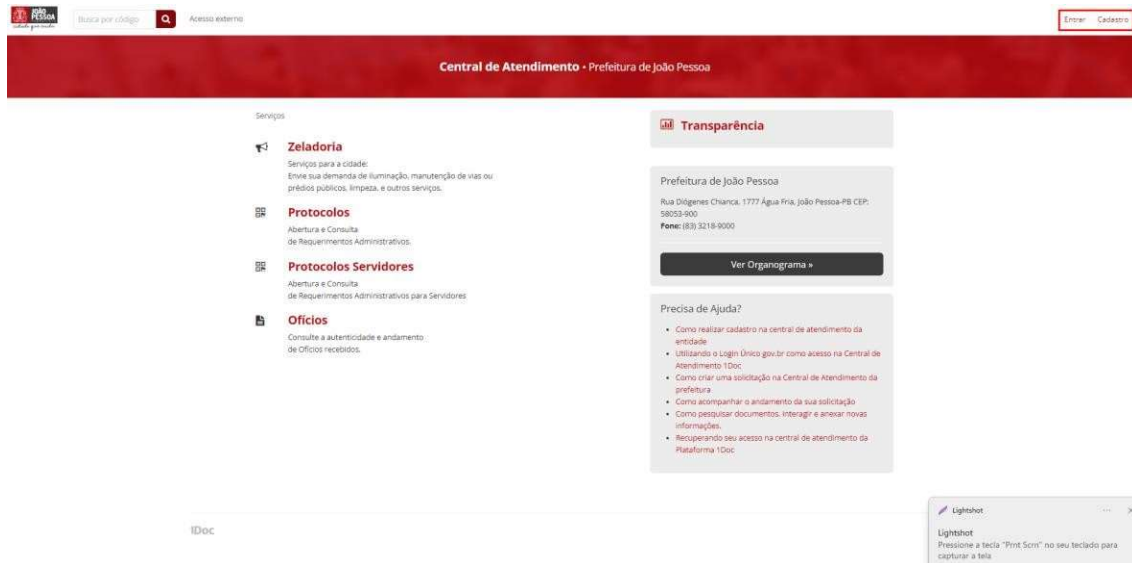 JOÃO PESSOA
Busca por código
Acesso externo
Entrar Cadastro
Central de Atendimento - Prefeitura de João Pessoa
Serviços
Zeladoria
Serviços para a cidade:
Envie sua demanda de iluminação, manutenção de vias ou
prédios públicos, limpeza, e outros serviços.
Protocolos
Abertura e Consulta
de Requerimentos Administrativos.
Protocolos Servidores
Abertura e Consulta
de Requerimentos Administrativos para Servidores
Ofícios
Consulte a autenticidade e andamento
de Ofícios recebidos.
Transparência
Prefeitura de João Pessoa
Rua Diógenes Chianca, 1777 Água Fria, João Pessoa-PB CEP:
58053-900
Fone: (83) 3218-9000
Ver Organograma »
Precisa de Ajuda?
• Como realizar cadastro na central de atendimento da
entidade
• Utilizando o Login Único gov.br como acesso na Central de
Atendimento 1Doc
• Como criar uma solicitação na Central de Atendimento da
prefeitura
• Como acompanhar o andamento da sua solicitação
• Como pesquisar documentos, interagir e anexar novas
informações.
• Recuperando seu acesso na central de atendimento da
Plataforma 1Doc
1Doc
Lightshot
Lightshot
Pressione a tecla "Prnt Scrn" no seu teclado para
capturar a tela